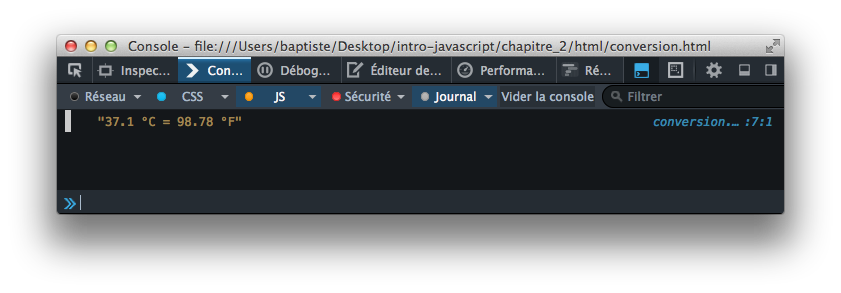 Console – file:///Users/baptiste/Desktop/intro-javascript/chapitre_2/html/conversion.html
Inspec… Con… Débog… Éditeur de… Performa… Ré…
Réseau CSS JS Sécurité Journal Vider la console Filtrer
"37.1 °C = 98.78 °F" conversion.… :7:1